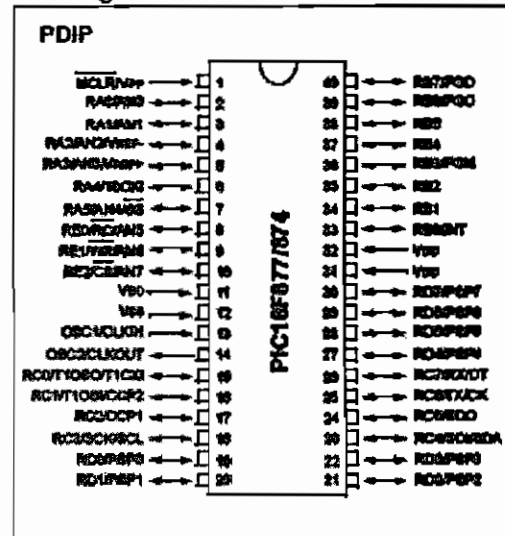 PDIP
MCLR/VPP 1 40 RB7/PGD
RA0/AN0 2 39 RB6/PGC
RA1/AN1 3 38 RB5
RA2/AN2/VREF- 4 37 RB4
RA3/AN3/VREF+ 5 36 RB3/PGM
RA4/T0CKI 6 35 RB2
RA5/AN4/SS 7 34 RB1
RE0/RD/AN5 8 33 RB0/INT
RE1/WR/AN6 9 32 VDD
RE2/CS/AN7 10 31
VDD 11 30 RD7/PSP7
VSS 12 29 RD6/PSP6
OSC1/CLKIN 13 28 RD5/PSP5
OSC2/CLKOUT 14 27 RD4/PSP4
RC0/T1OSO/T1CKI 15 26 RC7/RX/DT
RC1/T1OSI/CCP2 16 25 RC6/TX/CK
RC2/CCP1 17 24 RC5/SDO
RC3/SCK/SCL 18 23 RC4/SDI/SDA
RD0/PSP0 19 22 RD3/PSP3
RD1/PSP1 20 21 RD2/PSP2
PIC16F877/874